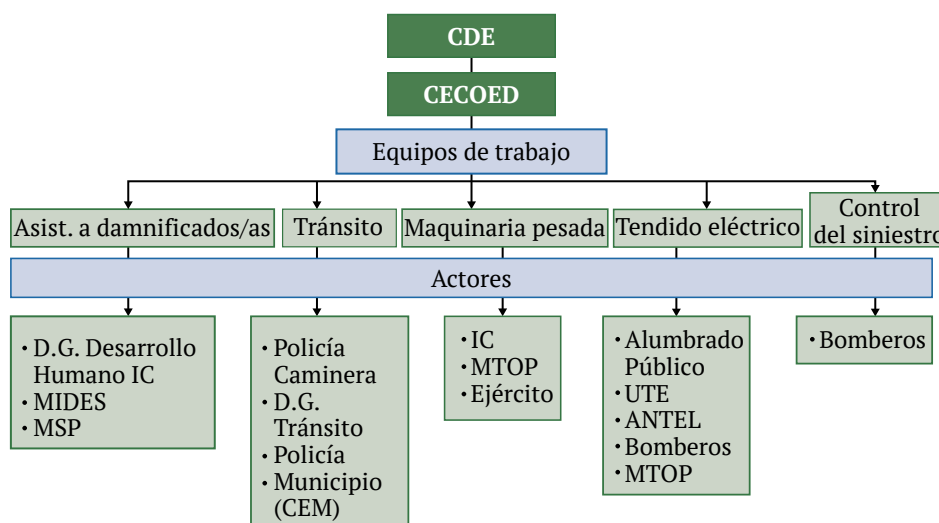 CDE
CECOED
Equipos de trabajo
Asist. a damnificados/as
Tránsito
Maquinaria pesada
Tendido eléctrico
Control
del siniestro
Actores
· D.G. Desarrollo
Humano IC
· MIDES
· MSP
· Policía
Caminera
· D.G.
Tránsito
· Policía
· Municipio
(CEM)
· IC
· MTOP
· Ejército
· Alumbrado
Público
· UTE
· ANTEL
· Bomberos
· MTOP
· Bomberos